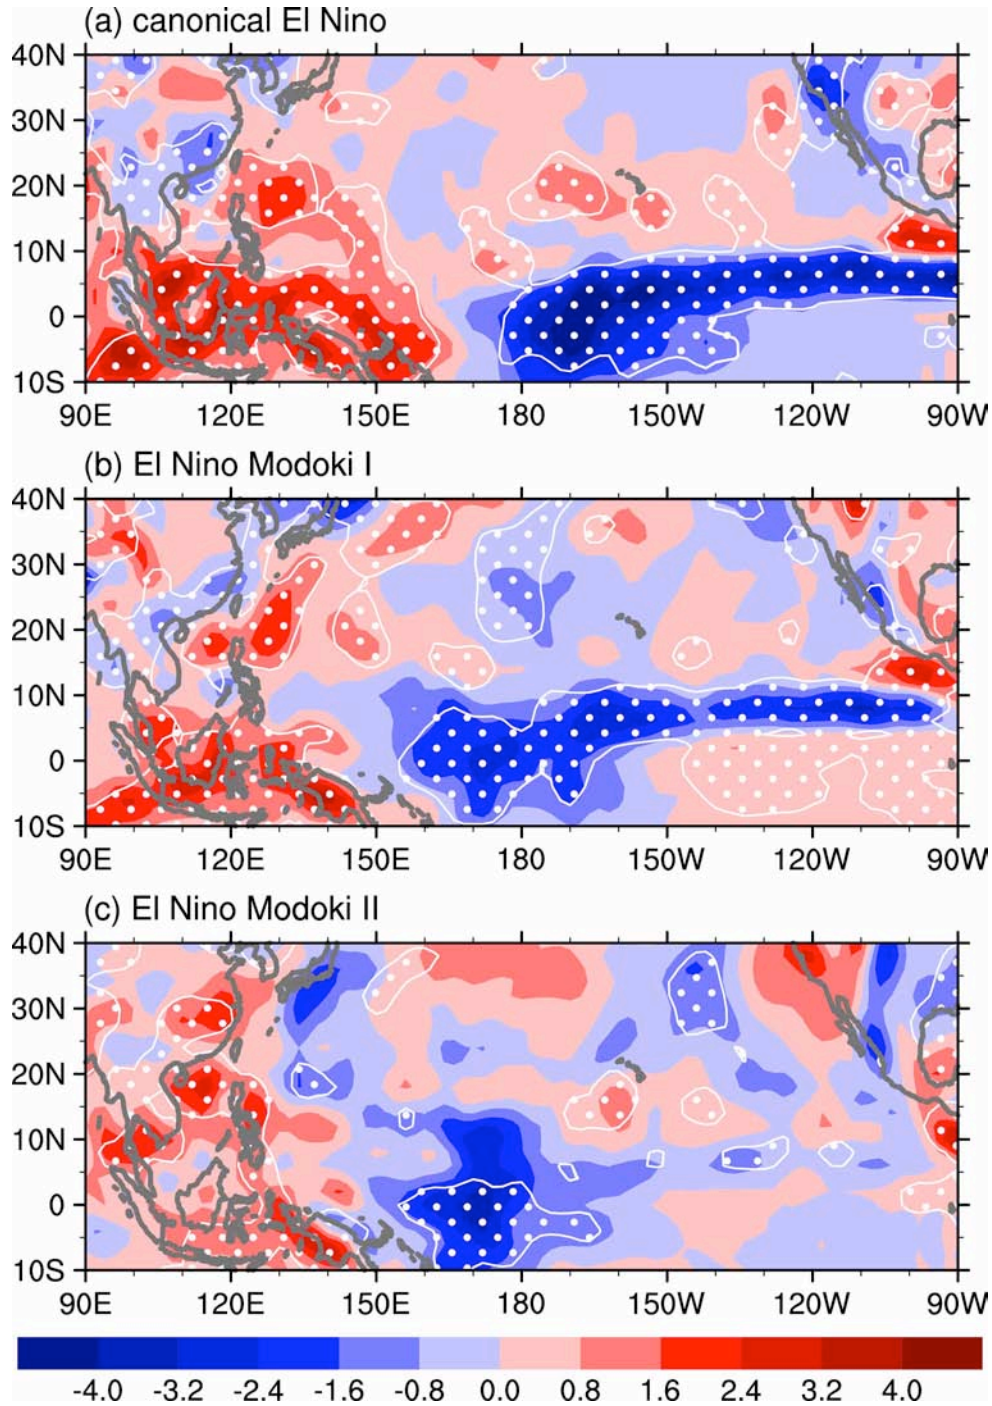 (a) canonical El Nino
40N
30N
20N
10N
0
10S
90E 120E 150E 180 150W 120W 90W
(b) El Nino Modoki I
40N
30N
20N
10N
0
10S
90E 120E 150E 180 150W 120W 90W
(c) El Nino Modoki II
40N
30N
20N
10N
0
10S
90E 120E 150E 180 150W 120W 90W
-4.0 -3.2 -2.4 -1.6 -0.8 0.0 0.8 1.6 2.4 3.2 4.0